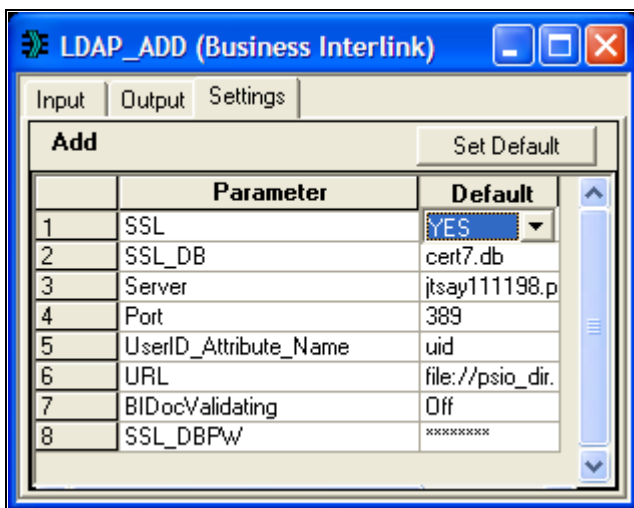 LDAP_ADD (Business Interlink)
Input Output Settings
Add Set Default
Parameter Default
1 SSL YES
2 SSL_DB cert7.db
3 Server jtsay111198.p
4 Port 389
5 UserID_Attribute_Name uid
6 URL file://psio_dir.
7 BIDocValidating Off
8 SSL_DBPW ********